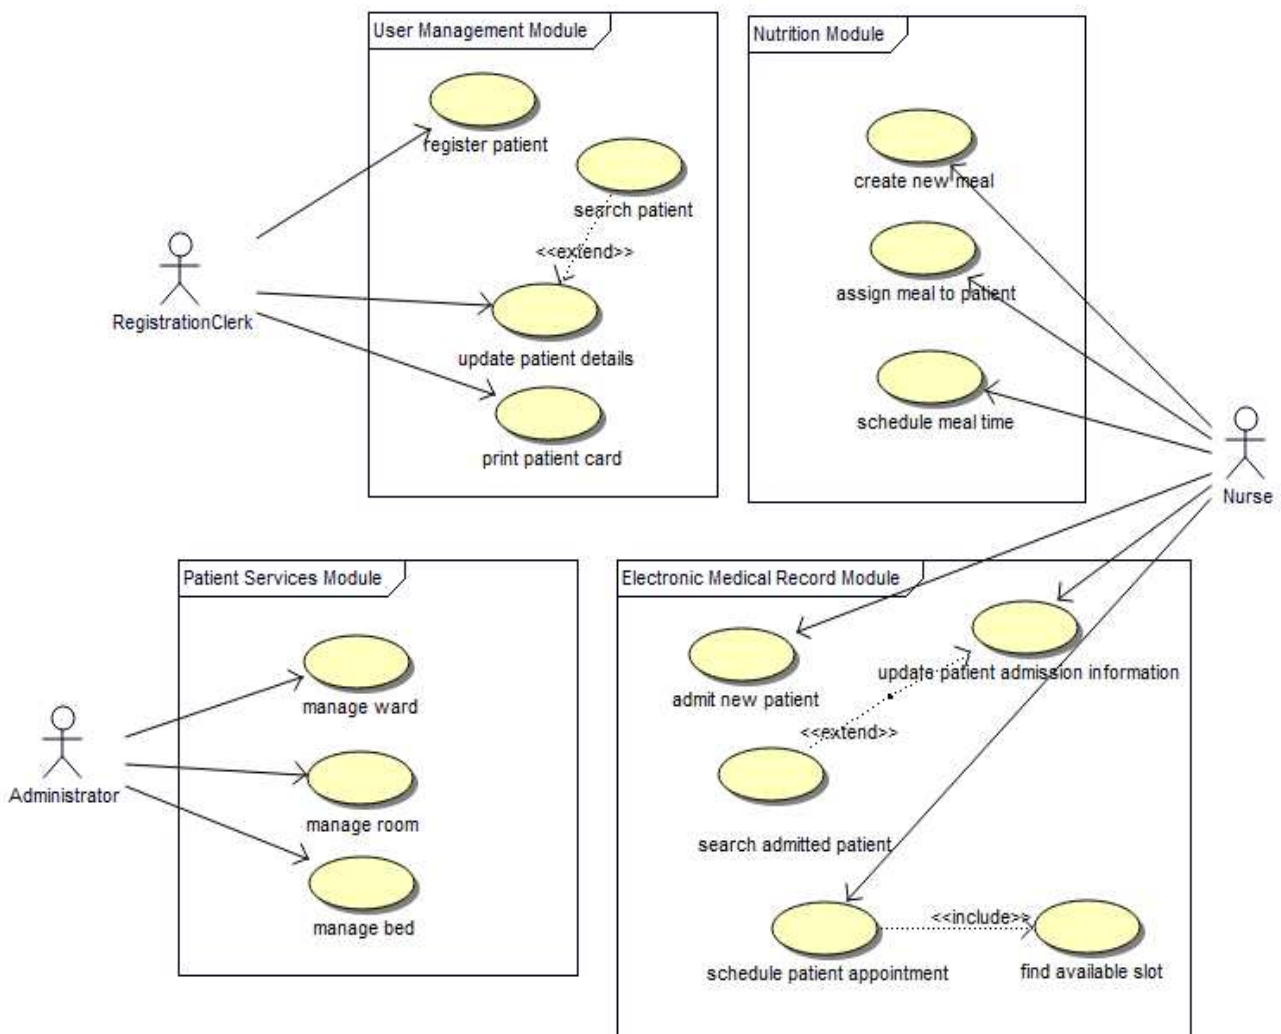 User Management Module
register patient
search patient
<<extend>>
update patient details
print patient card
RegistrationClerk
Nutrition Module
create new meal
assign meal to patient
schedule meal time
Nurse
Patient Services Module
manage ward
manage room
manage bed
Administrator
Electronic Medical Record Module
update patient admission information
admit new patient
<<extend>>
search admitted patient
<<include>>
schedule patient appointment
find available slot